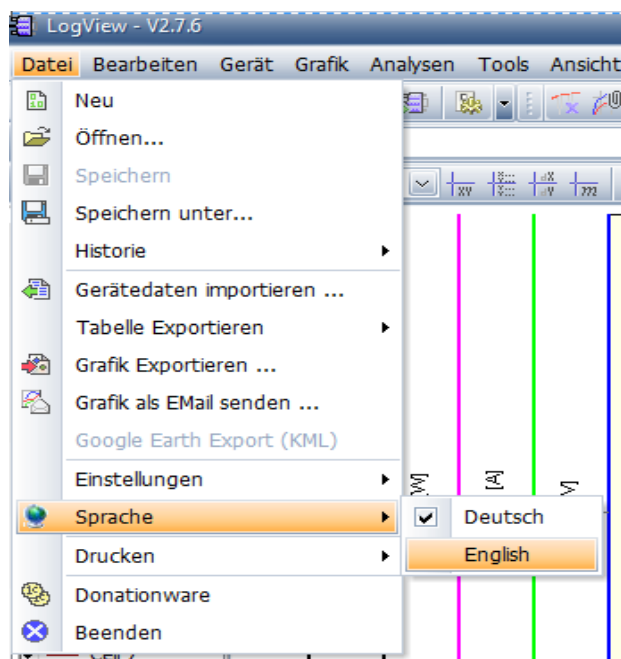 LogView - V2.7.6
Datei Bearbeiten Gerät Grafik Analysen Tools Ansicht
Neu
Öffnen...
Speichern
Speichern unter...
Historie
Gerätedaten importieren ...
Tabelle Exportieren
Grafik Exportieren ...
Grafik als EMail senden ...
Google Earth Export (KML)
Einstellungen
[A]
Sprache
Deutsch
English
Drucken
Donationware
Beenden